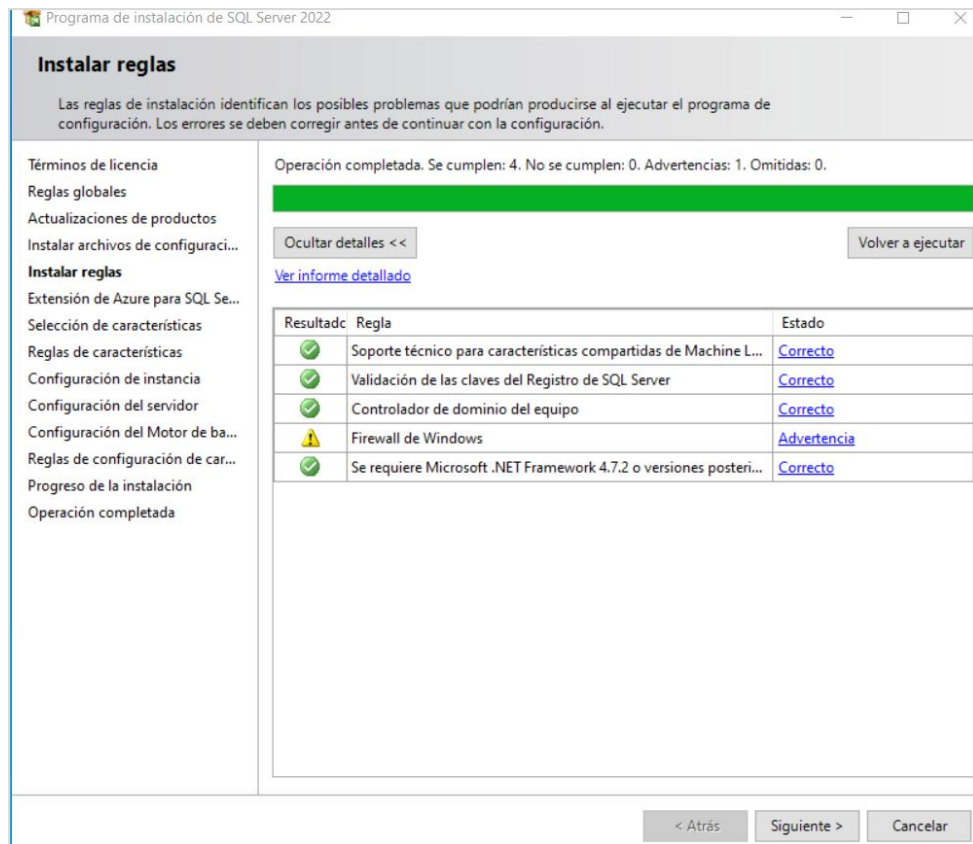 Programa de instalación de SQL Server 2022
Instalar reglas
Las reglas de instalación identifican los posibles problemas que podrían producirse al ejecutar el programa de
configuración. Los errores se deben corregir antes de continuar con la configuración.
Términos de licencia
Reglas globales
Actualizaciones de productos
Instalar archivos de configuraci...
Instalar reglas
Extensión de Azure para SQL Se...
Selección de características
Reglas de características
Configuración de instancia
Configuración del servidor
Configuración del Motor de ba...
Reglas de configuración de car...
Progreso de la instalación
Operación completada
Operación completada. Se cumplen: 4. No se cumplen: 0. Advertencias: 1. Omitidas: 0.
Ocultar detalles <<
Volver a ejecutar
Ver informe detallado
Resultado Regla Estado
Soporte técnico para características compartidas de Machine L... Correcto
Validación de las claves del Registro de SQL Server Correcto
Controlador de dominio del equipo Correcto
Firewall de Windows Advertencia
Se requiere Microsoft .NET Framework 4.7.2 o versiones posteri... Correcto
< Atrás Siguiente > Cancelar